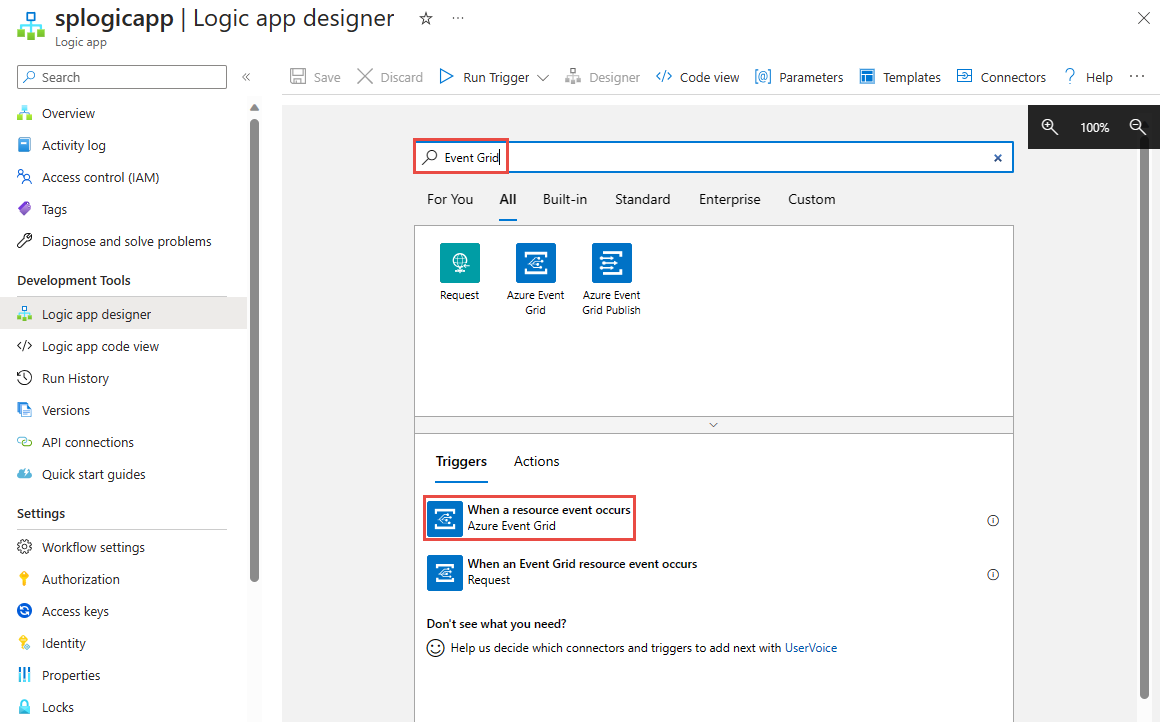 splogicapp | Logic app designer
Logic app
Search
Save
Discard
Run Trigger
Designer
Code view
Parameters
Templates
Connectors
Help
Overview
Activity log
Access control (IAM)
Tags
Diagnose and solve problems
Development Tools
Logic app designer
Logic app code view
Run History
Versions
API connections
Quick start guides
Settings
Workflow settings
Authorization
Access keys
Identity
Properties
Locks
100%
Event Grid
For You
All
Built-in
Standard
Enterprise
Custom
Request
Azure Event
Grid
Azure Event
Grid Publish
Triggers
Actions
When a resource event occurs
Azure Event Grid
When an Event Grid resource event occurs
Request
Don't see what you need?
Help us decide which connectors and triggers to add next with UserVoice